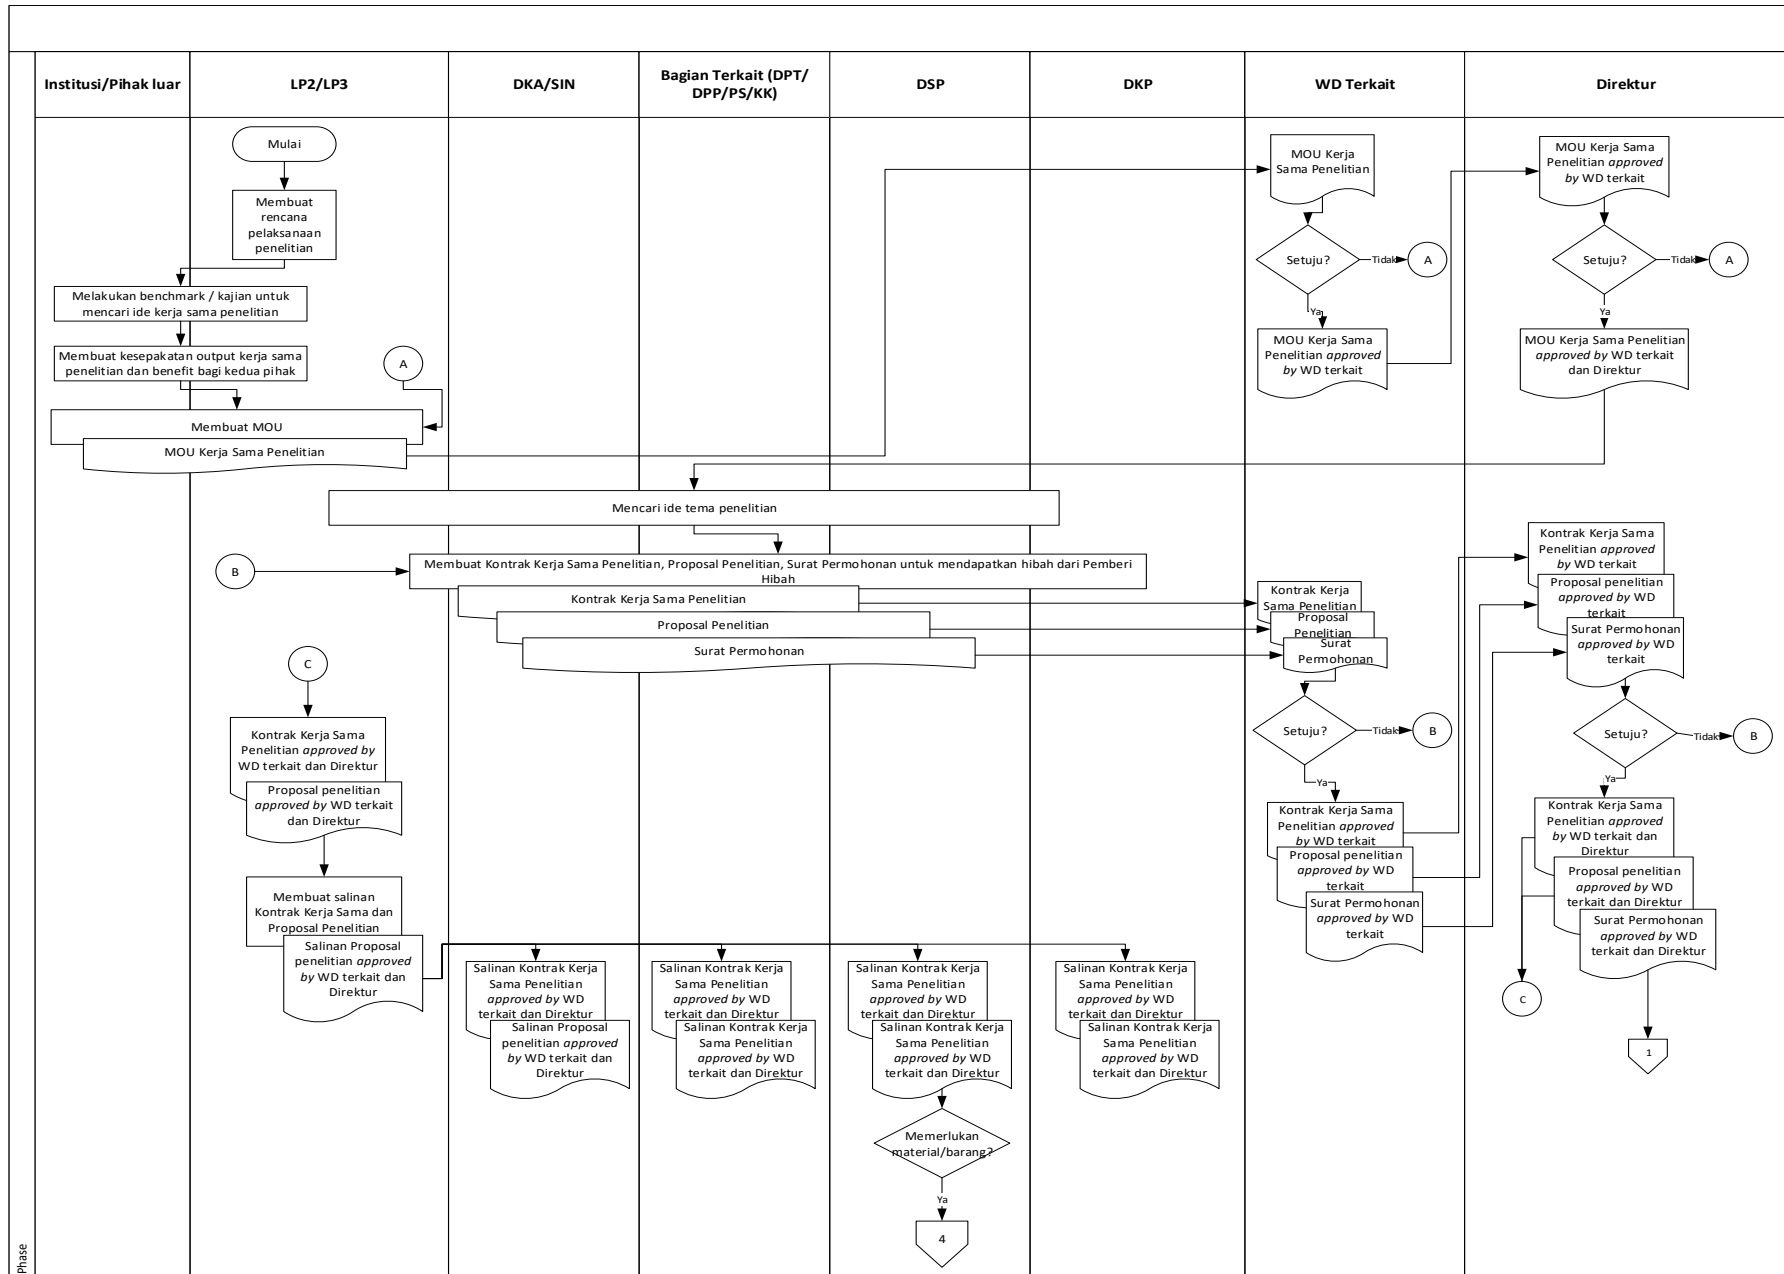 Institusi/Pihak luar
LP2/LP3
DKA/SIN
Bagian Terkait (DPT/
DPP/PS/KK)
DSP
DKP
WD Terkait
Direktur
Mulai
Membuat
rencana
pelaksanaan
penelitian
Melakukan benchmark / kajian untuk
mencari ide kerja sama penelitian
Membuat kesepakatan output kerja sama
penelitian dan benefit bagi kedua pihak
A
Membuat MOU
MOU Kerja Sama Penelitian
MOU Kerja
Sama Penelitian
Setuju?
Tidak
A
Ya
MOU Kerja Sama
Penelitian approved
by WD terkait
MOU Kerja Sama
Penelitian approved
by WD terkait
Setuju?
Tidak
A
Ya
MOU Kerja Sama Penelitian
approved by WD terkait
dan Direktur
Mencari ide tema penelitian
B
Membuat Kontrak Kerja Sama Penelitian, Proposal Penelitian, Surat Permohonan untuk mendapatkan hibah dari Pemberi
Hibah
Kontrak Kerja Sama Penelitian
Proposal Penelitian
Surat Permohonan
Kontrak Kerja
Sama Penelitian
Proposal
Penelitian
Surat
Permohonan
Setuju?
Tidak
B
Ya
Kontrak Kerja Sama
Penelitian approved
by WD terkait
Proposal penelitian
approved by WD
terkait
Surat Permohonan
approved by WD
terkait
Kontrak Kerja Sama
Penelitian approved
by WD terkait
Proposal penelitian
approved by WD
terkait
Surat Permohonan
approved by WD
terkait
Setuju?
Tidak
B
Ya
Kontrak Kerja Sama
Penelitian approved
by WD terkait dan
Direktur
Proposal penelitian
approved by WD
terkait dan Direktur
Surat Permohonan
approved by WD
terkait dan Direktur
C
1
C
Kontrak Kerja Sama
Penelitian approved by
WD terkait dan Direktur
Proposal penelitian
approved by WD terkait
dan Direktur
Membuat salinan
Kontrak Kerja Sama dan
Proposal Penelitian
Salinan Proposal
penelitian approved
by WD terkait dan
Direktur
Salinan Kontrak Kerja
Sama Penelitian
approved by WD
terkait dan Direktur
Salinan Proposal
penelitian approved
by WD terkait dan
Direktur
Salinan Kontrak Kerja
Sama Penelitian
approved by WD
terkait dan Direktur
Salinan Kontrak Kerja
Sama Penelitian
approved by WD
terkait dan Direktur
Salinan Kontrak Kerja
Sama Penelitian
approved by WD
terkait dan Direktur
Salinan Kontrak Kerja
Sama Penelitian
approved by WD
terkait dan Direktur
Salinan Kontrak Kerja
Sama Penelitian
approved by WD
terkait dan Direktur
Salinan Kontrak Kerja
Sama Penelitian
approved by WD
terkait dan Direktur
Memerlukan
material/barang?
Ya
4
Phase